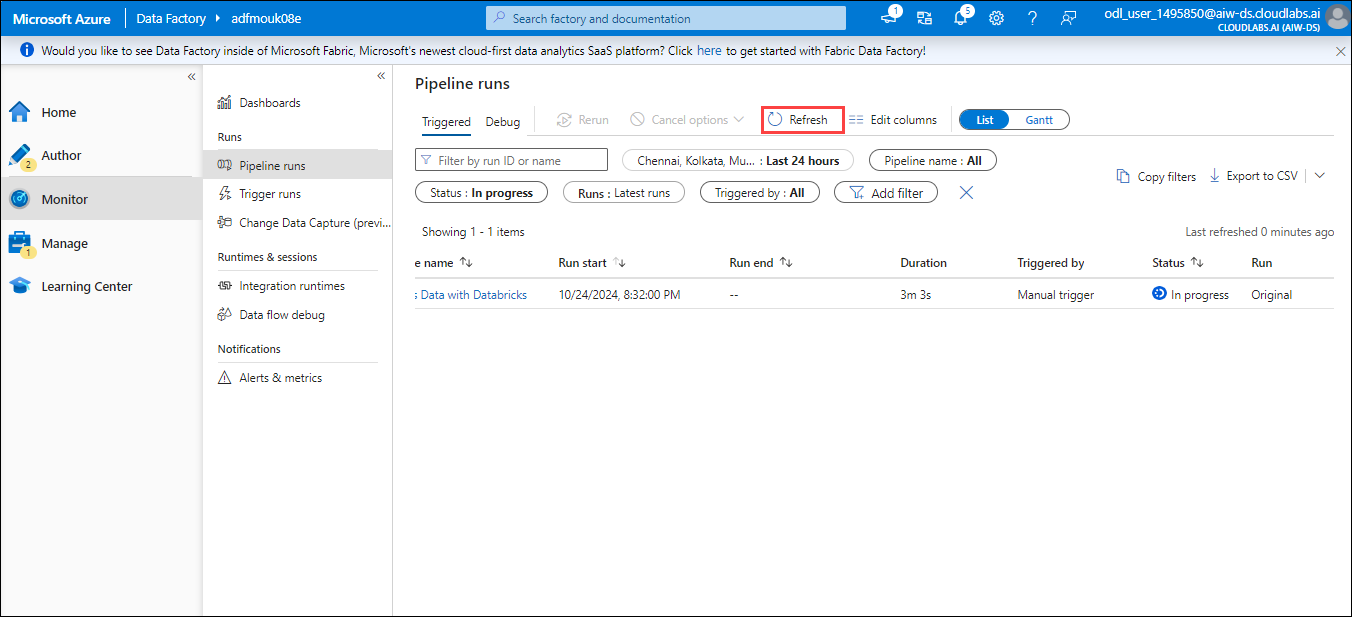 Microsoft Azure
Data Factory
adfmouk08e
Search factory and documentation
1
5
odl_user_1495850@aiw-ds.cloudlabs.ai
CLOUDLABS.AI (AIW-DS)
Would you like to see Data Factory inside of Microsoft Fabric, Microsoft's newest cloud-first data analytics SaaS platform? Click here to get started with Fabric Data Factory!
Home
Author
2
Monitor
Manage
1
Learning Center
Dashboards
Runs
Pipeline runs
Trigger runs
Change Data Capture (previ...
Runtimes & sessions
Integration runtimes
Data flow debug
Notifications
Alerts & metrics
Pipeline runs
Triggered Debug Rerun Cancel options Refresh Edit columns List Gantt
Filter by run ID or name Chennai, Kolkata, Mu... : Last 24 hours Pipeline name : All
Copy filters Export to CSV
Status : In progress Runs : Latest runs Triggered by : All Add filter
Showing 1 - 1 items Last refreshed 0 minutes ago
e name Run start Run end Duration Triggered by Status Run
s Data with Databricks 10/24/2024, 8:32:00 PM -- 3m 3s Manual trigger In progress Original